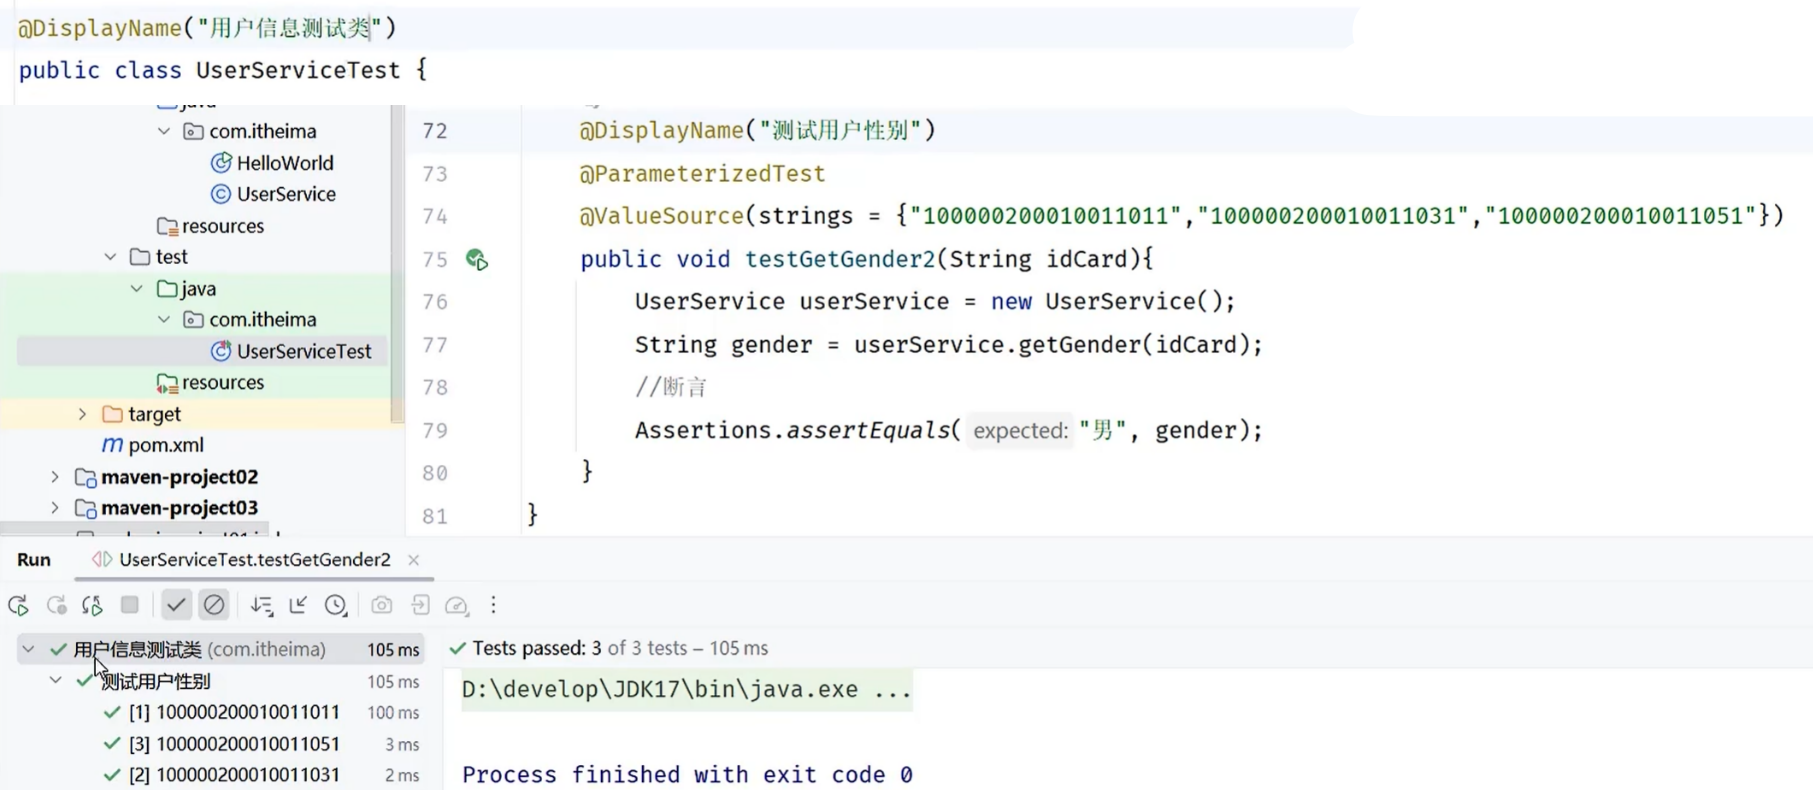 @DisplayName("用户信息测试类")
public class UserServiceTest {
java
com.itheima
HelloWorld
UserService
resources
test
java
com.itheima
UserServiceTest
resources
target
pom.xml
maven-project02
maven-project03
72 @DisplayName("测试用户性别")
73 @ParameterizedTest
74 @ValueSource(strings = {"100000200010011011","100000200010011031","100000200010011051"})
75 public void testGetGender2(String idCard){
76 UserService userService = new UserService();
77 String gender = userService.getGender(idCard);
78 //断言
79 Assertions.assertEquals( expected: "男", gender);
80 }
81 }
Run UserServiceTest.testGetGender2
用户信息测试类 (com.itheima) 105 ms
测试用户性别 105 ms
[1] 100000200010011011 100 ms
[3] 100000200010011051 3 ms
[2] 100000200010011031 2 ms
Tests passed: 3 of 3 tests – 105 ms
D:\develop\JDK17\bin\java.exe ...
Process finished with exit code 0